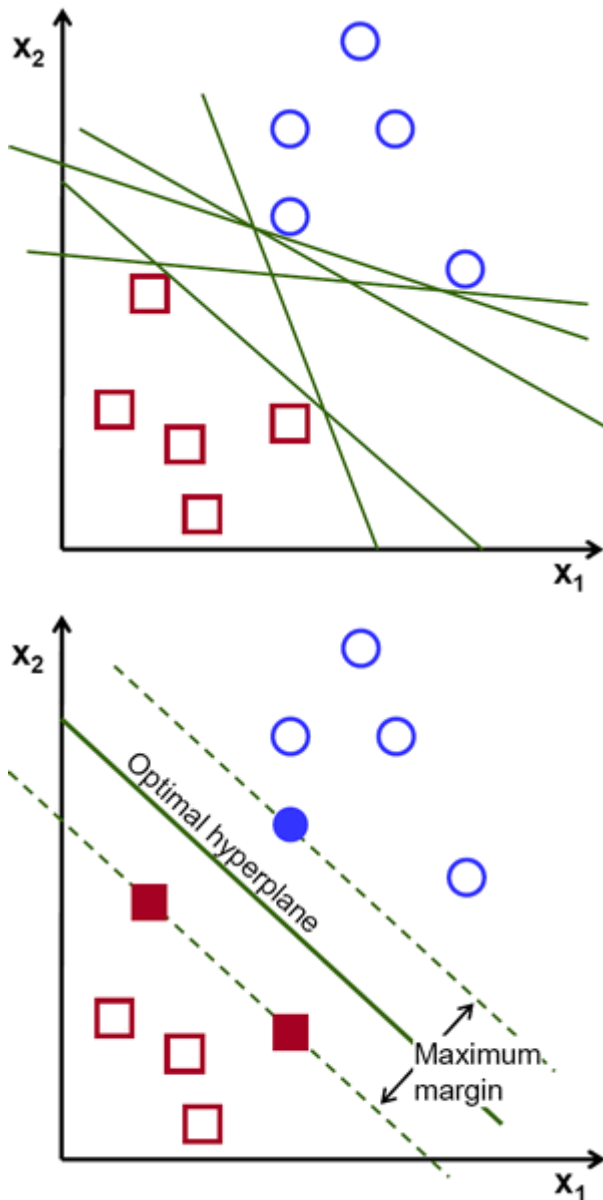 x₂
x₁
x₂
Optimal hyperplane
Maximum
margin
x₁